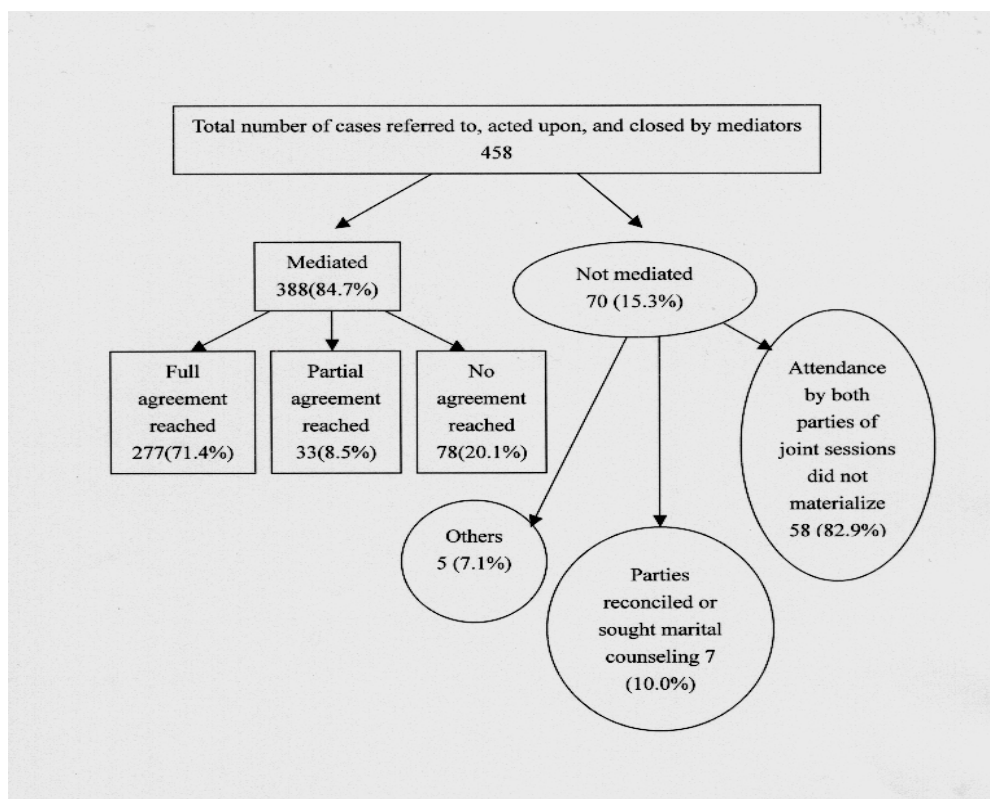 Total number of cases referred to, acted upon, and closed by mediators
458
Mediated
388(84.7%)
Not mediated
70 (15.3%)
Full
agreement
reached
277(71.4%)
Partial
agreement
reached
33(8.5%)
No
agreement
reached
78(20.1%)
Attendance
by both
parties of
joint sessions
did not
materialize
58 (82.9%)
Others
5 (7.1%)
Parties
reconciled or
sought marital
counseling 7
(10.0%)